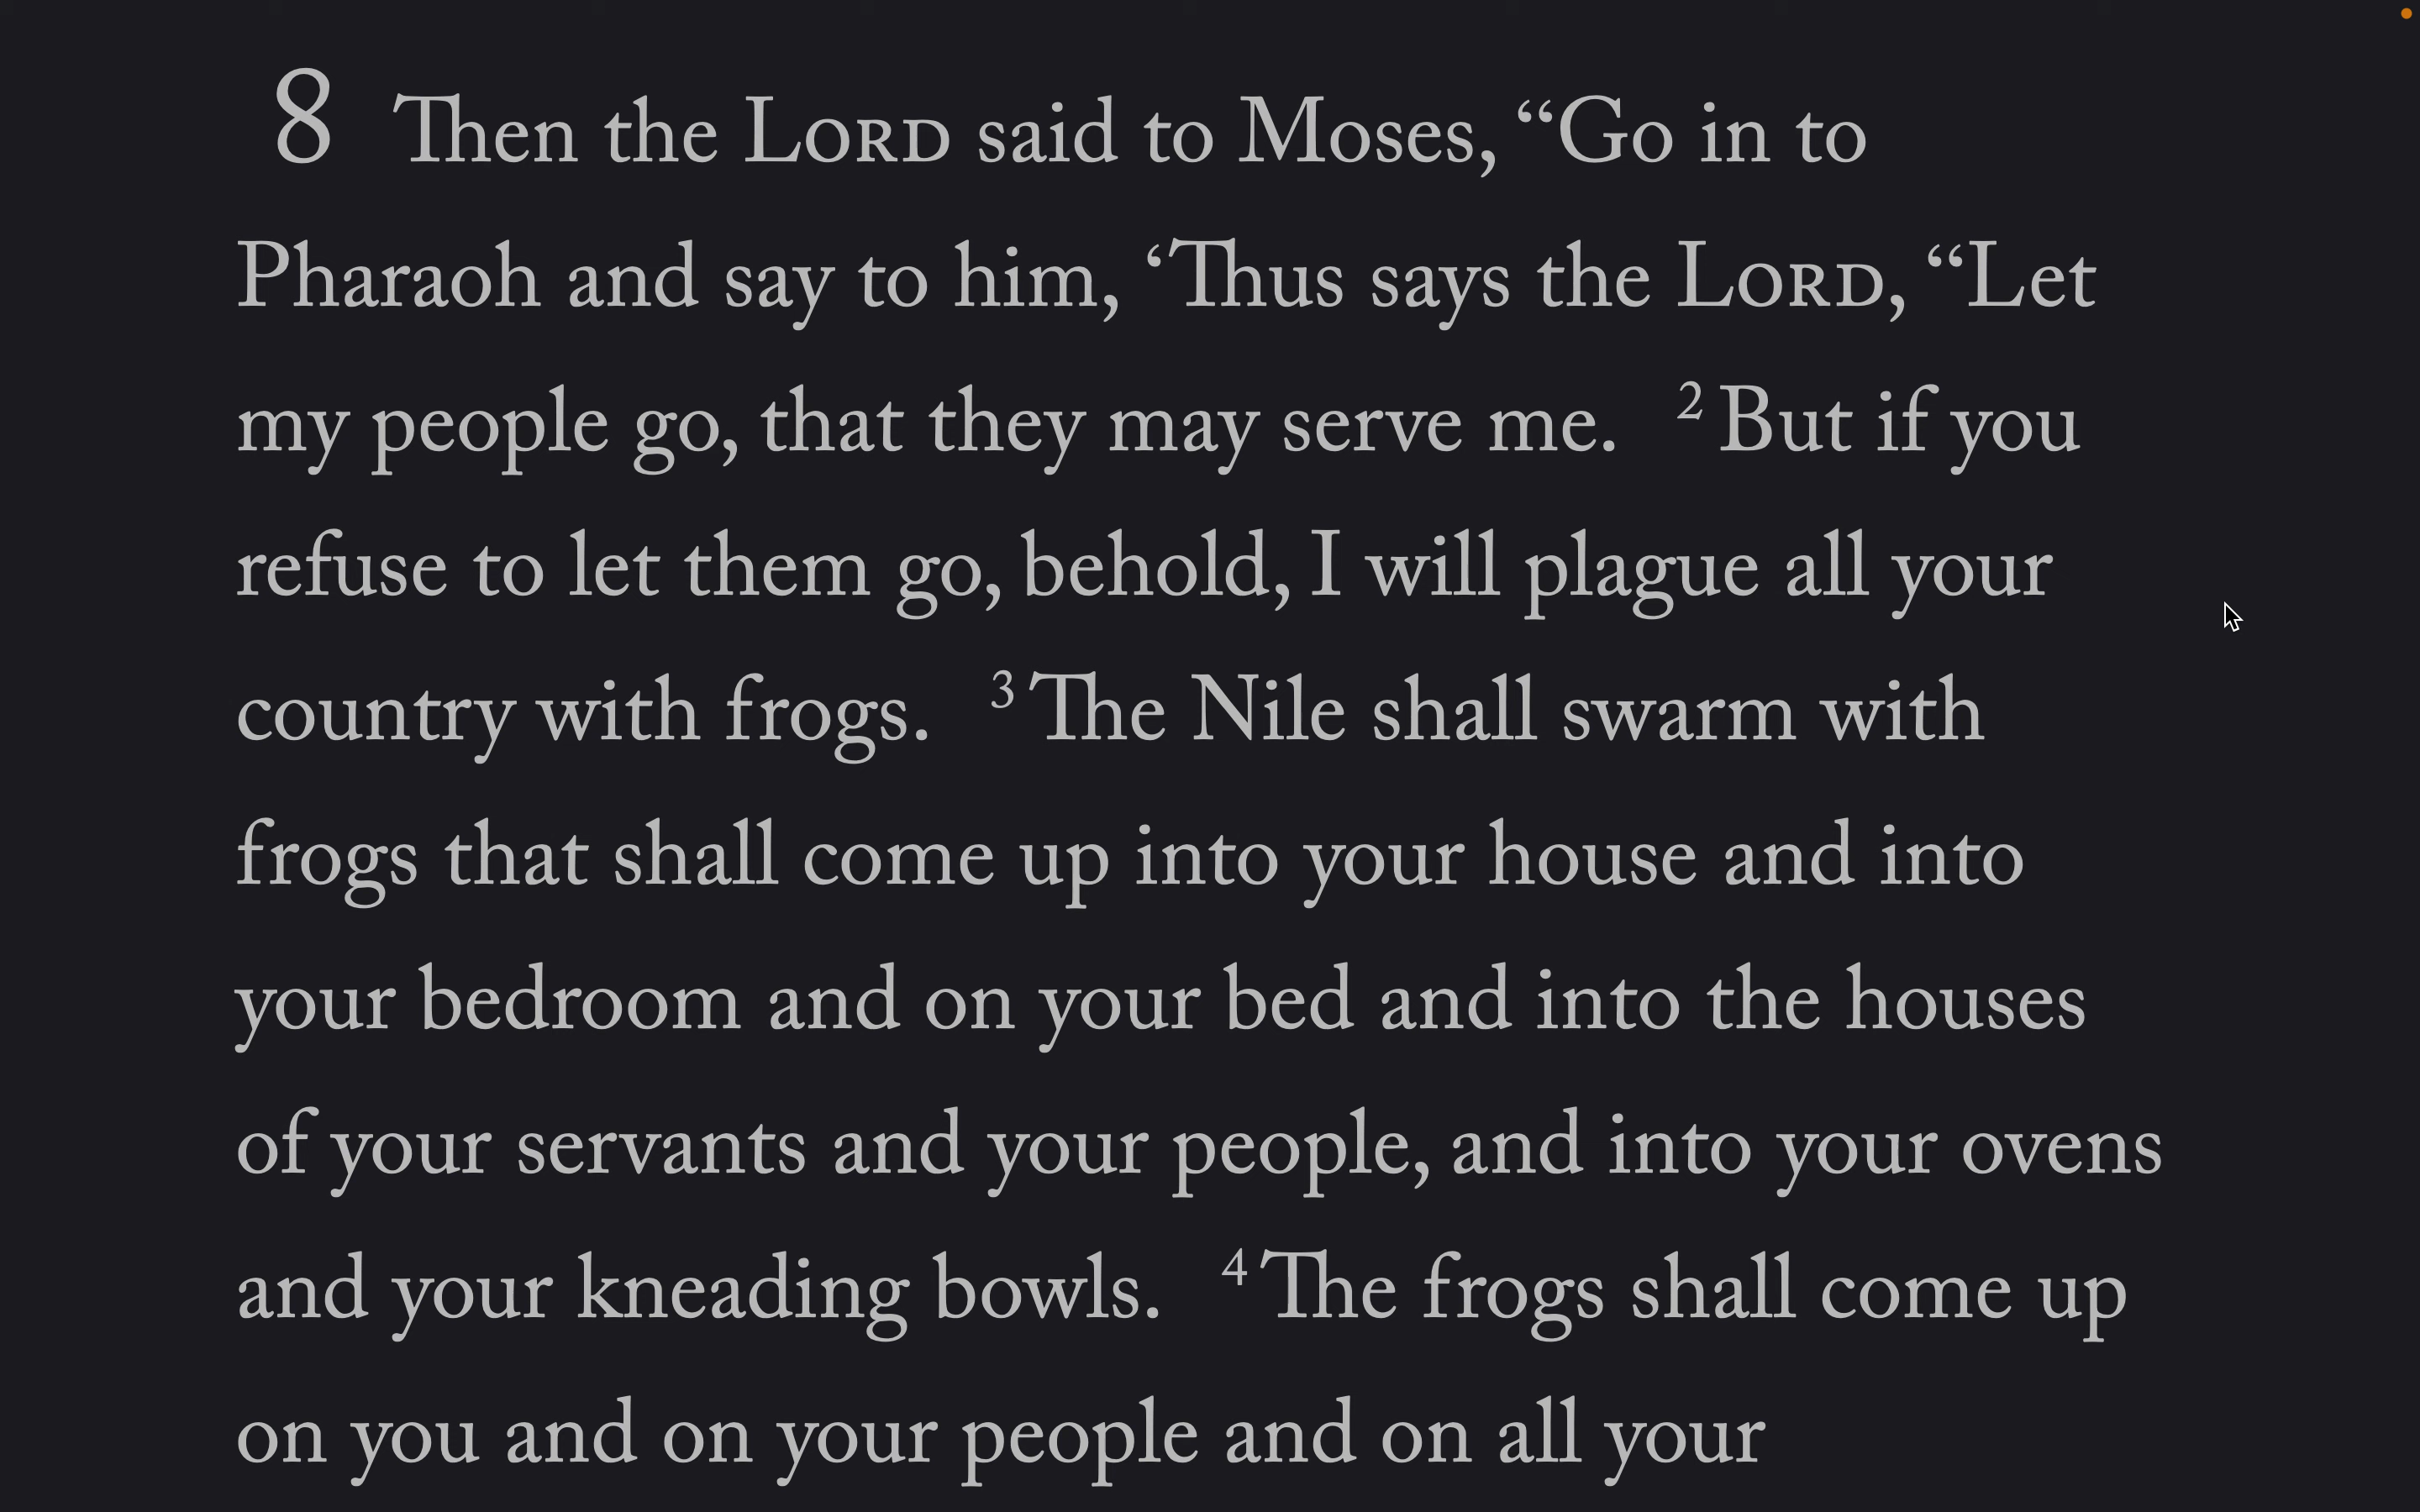 8 Then the LORD said to Moses, “Go in to
Pharaoh and say to him, ‘Thus says the LORD, “Let
my people go, that they may serve me. 2 But if you
refuse to let them go, behold, I will plague all your
country with frogs. 3 The Nile shall swarm with
frogs that shall come up into your house and into
your bedroom and on your bed and into the houses
of your servants and your people, and into your ovens
and your kneading bowls. 4 The frogs shall come up
on you and on your people and on all your